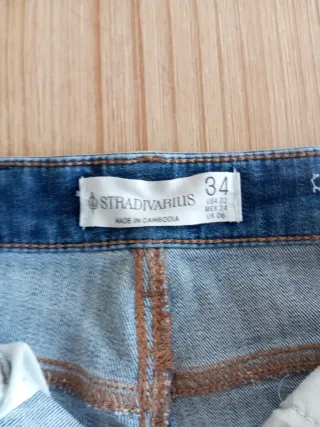 STRADIVARIUS
MADE IN CAMBODIA
34
USA 02
MEX 24
UK 06